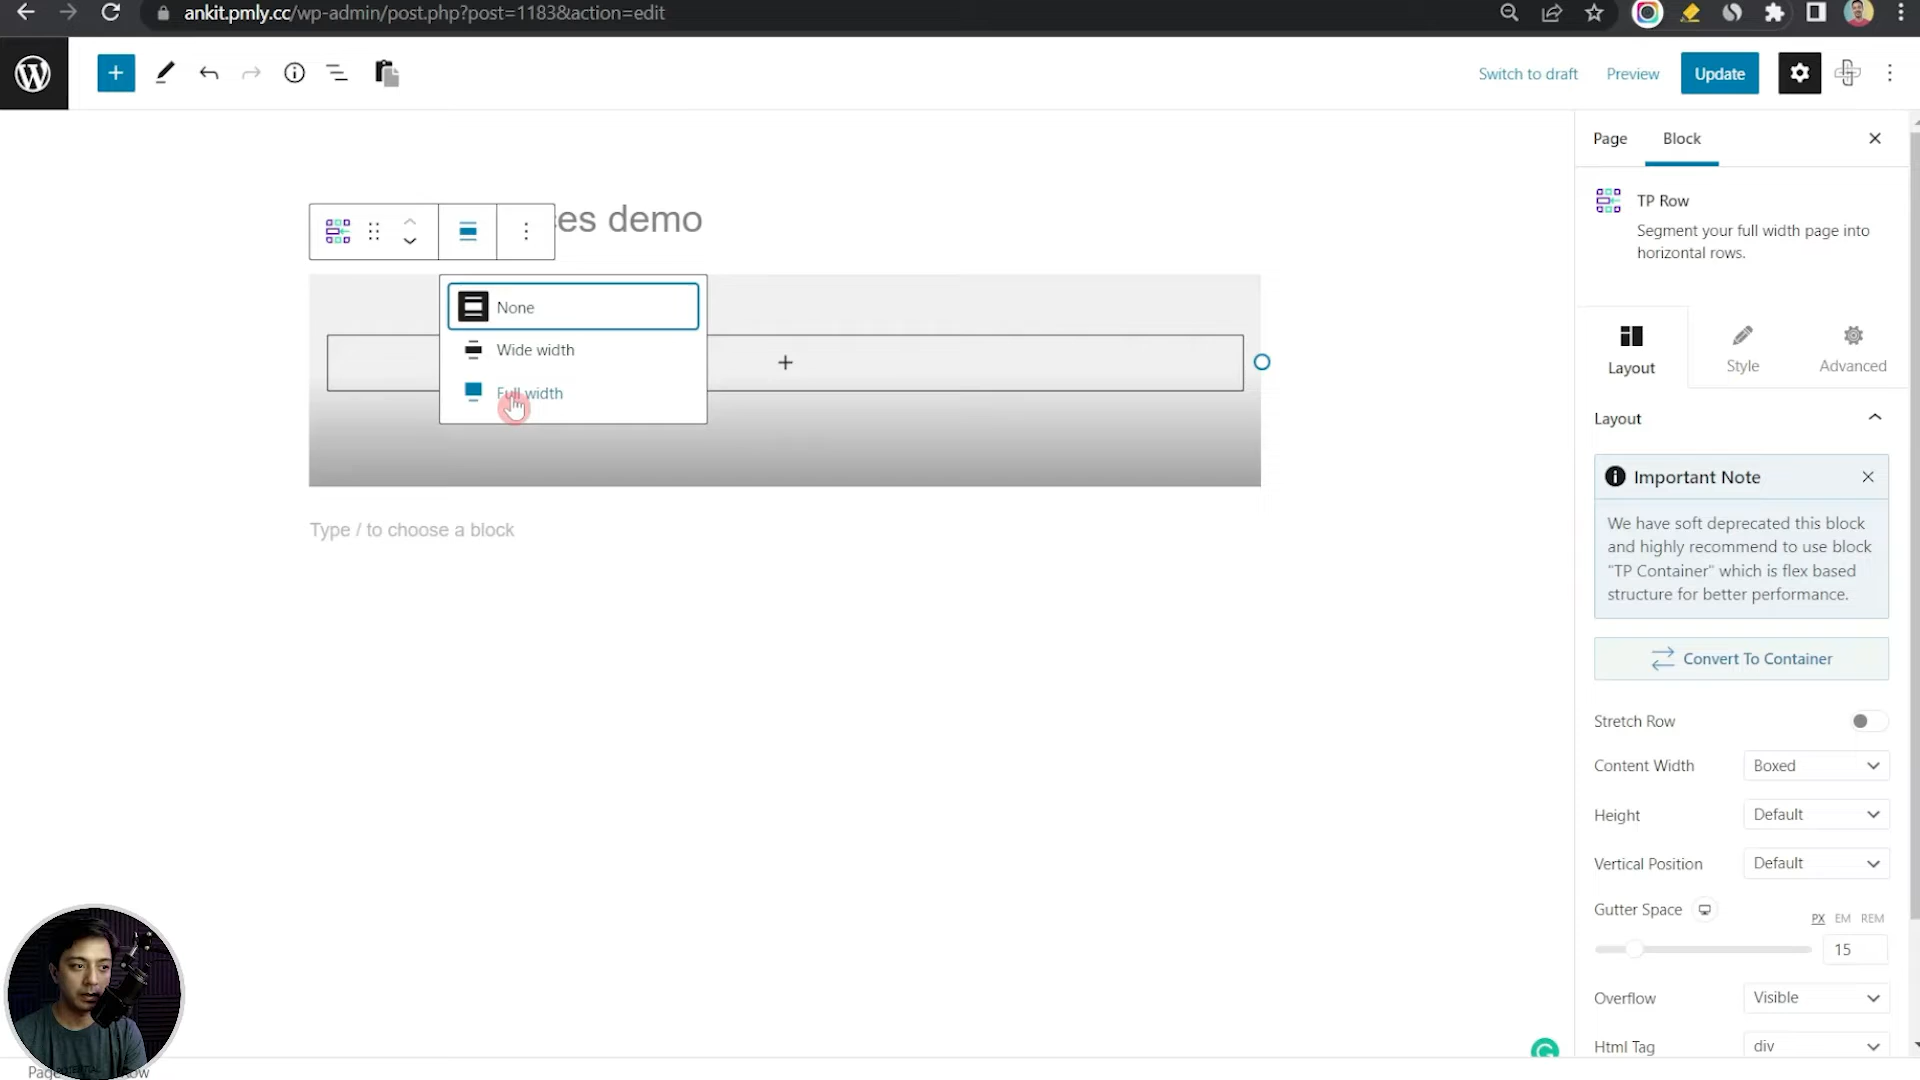 ankit.pmly.cc/wp-admin/post.php?post=1183&action=edit
Switch to draft
Preview
Update
Page
Block
TP Row
Segment your full width page into
horizontal rows.
ces demo
None
Wide width
Full width
Type / to choose a block
Layout
Style
Advanced
Layout
Important Note
We have soft deprecated this block
and highly recommend to use block
"TP Container" which is flex based
structure for better performance.
Convert To Container
Stretch Row
Content Width
Boxed
Height
Default
Vertical Position
Default
Gutter Space
PX EM REM
15
Overflow
Visible
Html Tag
div